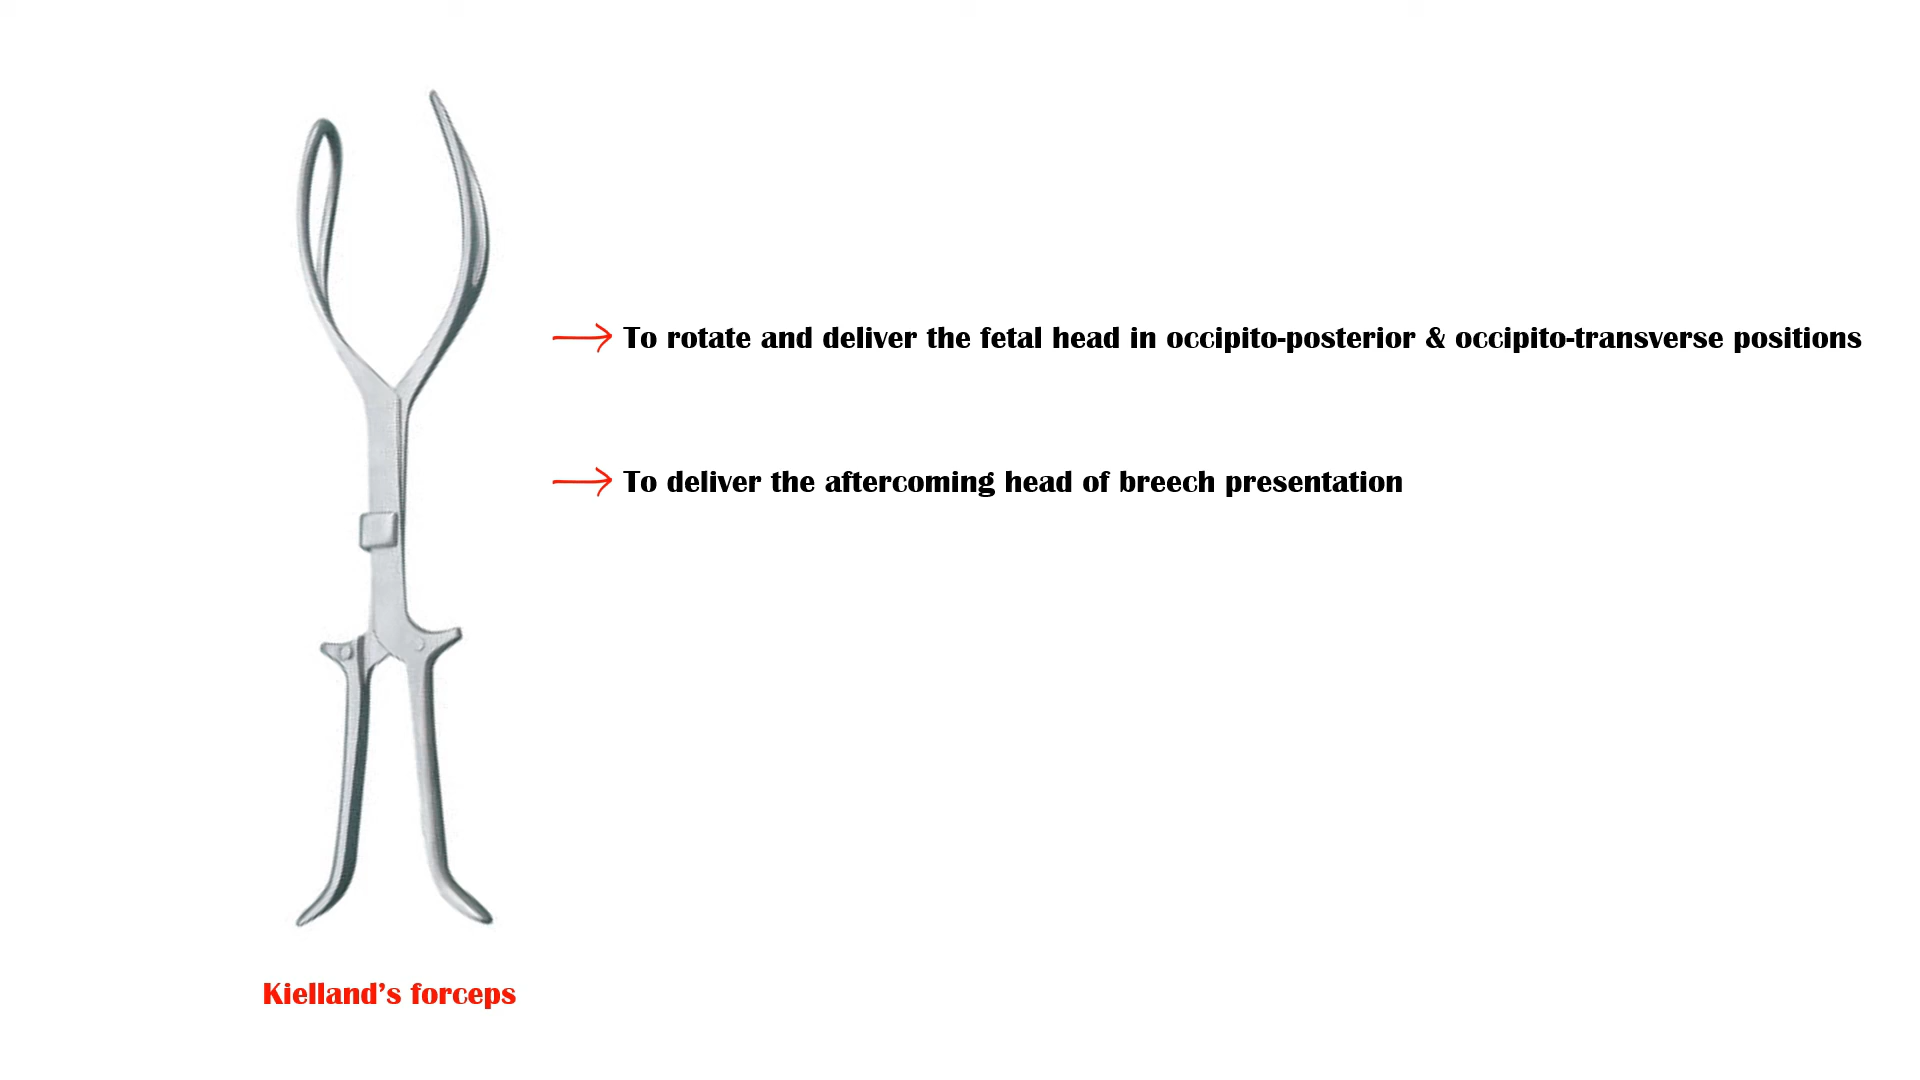 To rotate and deliver the fetal head in occipito-posterior & occipito-transverse positions
To deliver the aftercoming head of breech presentation
Kielland’s forceps